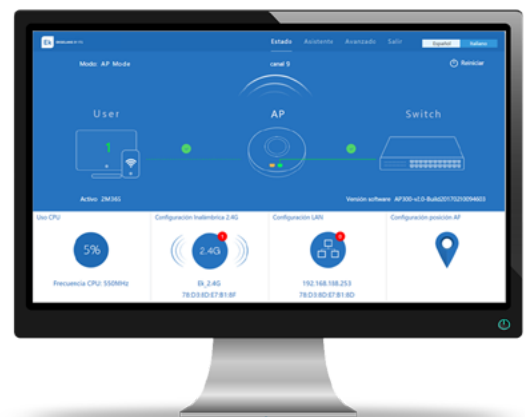 Ek
Estado Asistente Avanzado Salir Español Italiano
Modo: AP Mode canal 9 Reiniciar
User AP Switch
1
Activo 2M36S Versión software AP300-v2.0-Build20170210094603
Uso CPU Configuración Inalámbrica 2.4G Configuración LAN Configuración posición AP
5% 2.4G
Frecuencia CPU: 550MHz Ek_2.4G 192.168.188.253
78:D3:8D:E7:B1:8F 78:D3:8D:E7:B1:8D